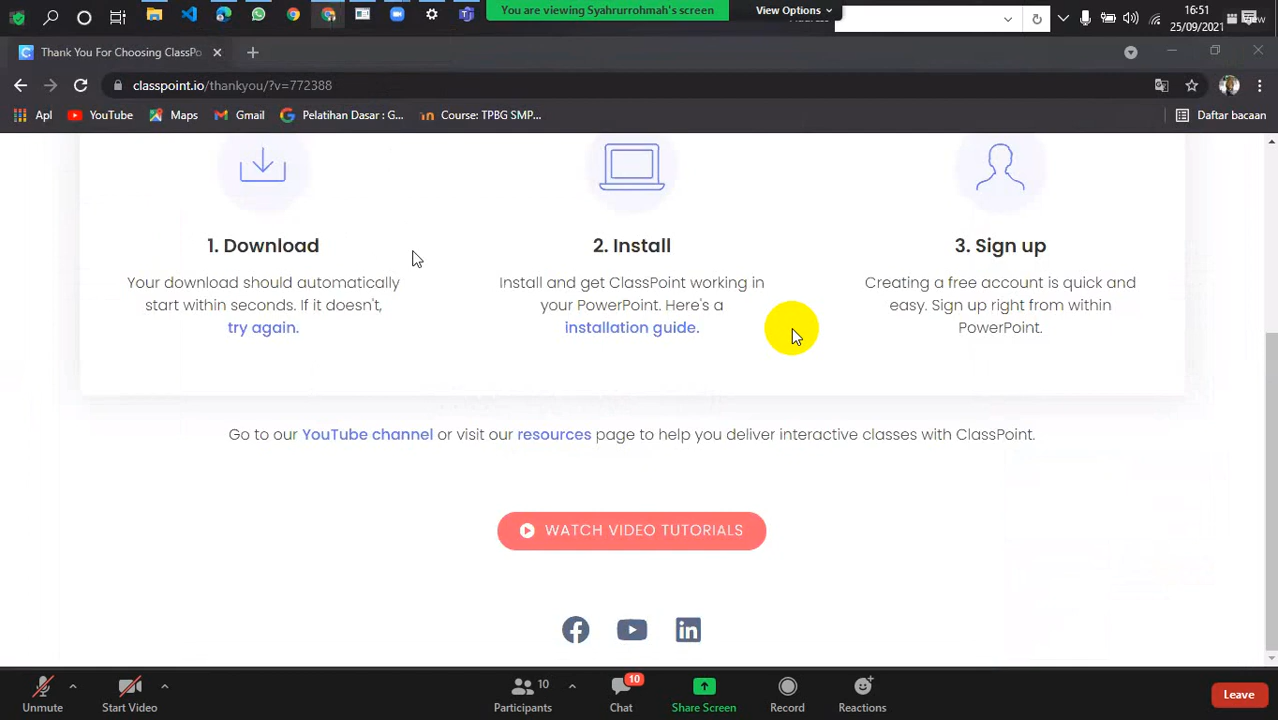 You are viewing Syahrurrohmah's screen
View Options
16:51
25/09/2021
Thank You For Choosing ClassPo
classpoint.io/thankyou/?v=772388
Apl
YouTube
Maps
Gmail
Pelatihan Dasar : G...
Course: TPBG SMP...
Daftar bacaan
1. Download
Your download should automatically
start within seconds. If it doesn't,
try again.
2. Install
Install and get ClassPoint working in
your PowerPoint. Here's a
installation guide.
3. Sign up
Creating a free account is quick and
easy. Sign up right from within
PowerPoint.
Go to our YouTube channel or visit our resources page to help you deliver interactive classes with ClassPoint.
WATCH VIDEO TUTORIALS
Unmute
Start Video
10
Participants
10
Chat
Share Screen
Record
Reactions
Leave